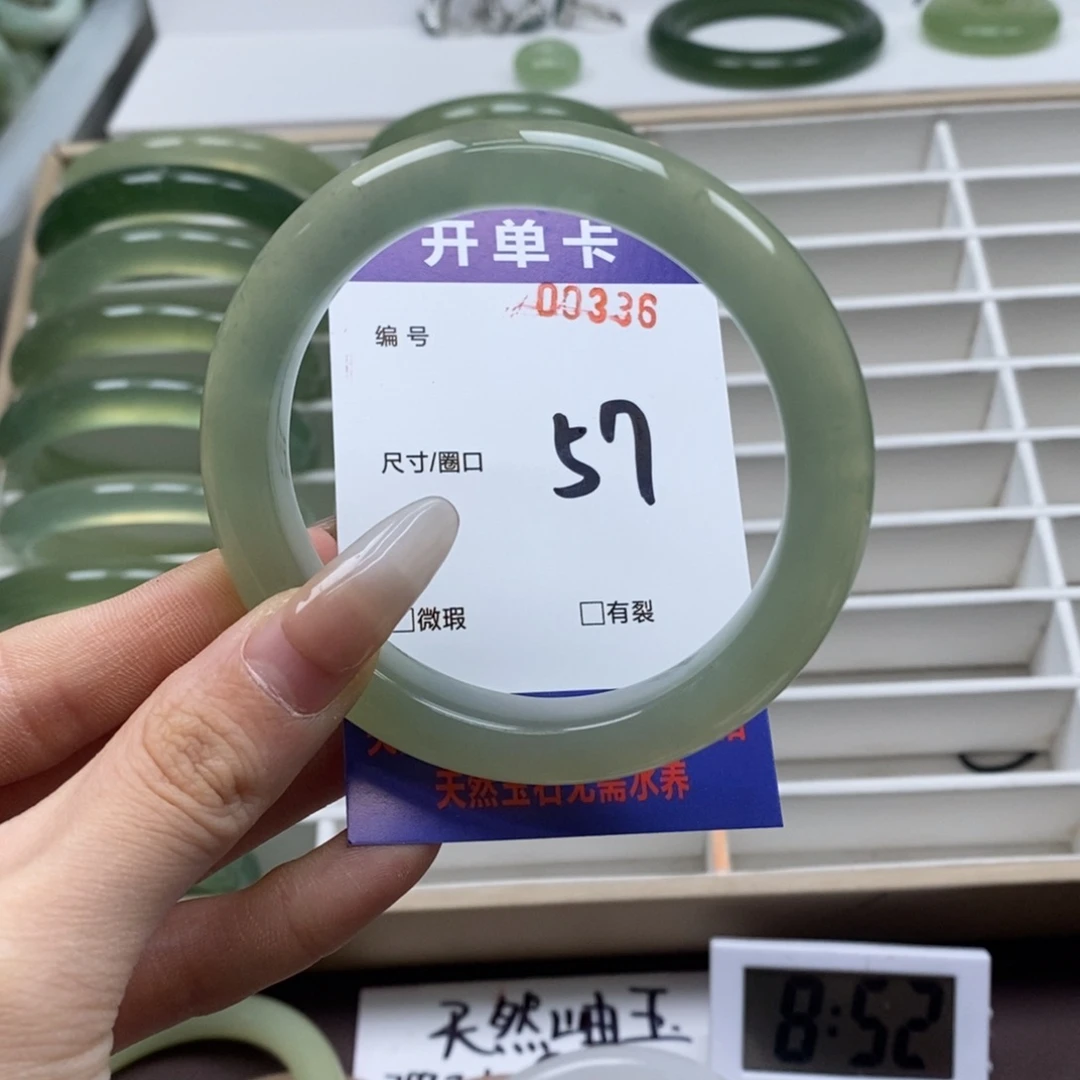 开单卡
00336
编号
尺寸/圈口
57
□微瑕
□有裂
天然玉石无需水养
天然岫玉
8:52